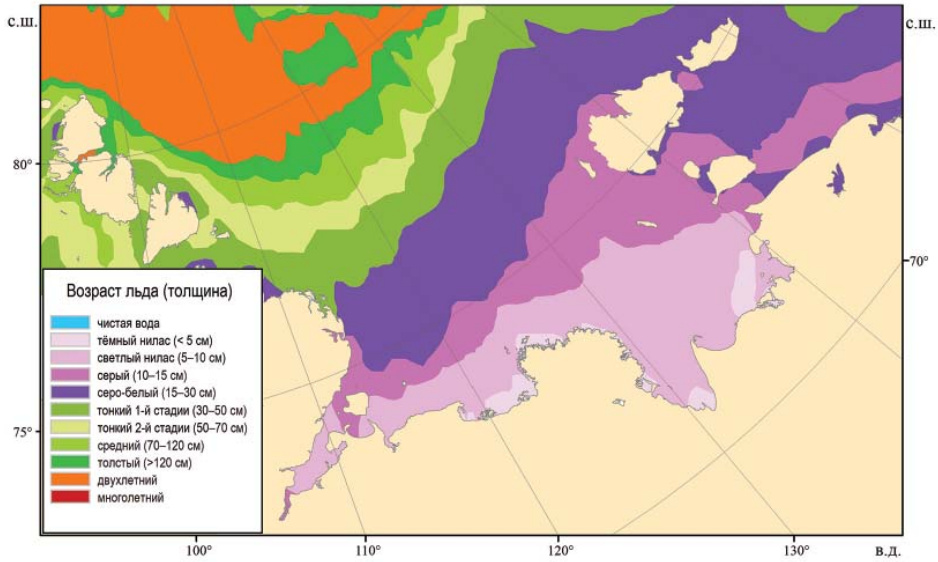 с.ш.
с.ш.
80°
70°
75°
Возраст льда (толщина)
чистая вода
тёмный нилас (< 5 см)
светлый нилас (5–10 см)
серый (10–15 см)
серо-белый (15–30 см)
тонкий 1-й стадии (30–50 см)
тонкий 2-й стадии (50–70 см)
средний (70–120 см)
толстый (>120 см)
двухлетний
многолетний
100°
110°
120°
130°
в.д.